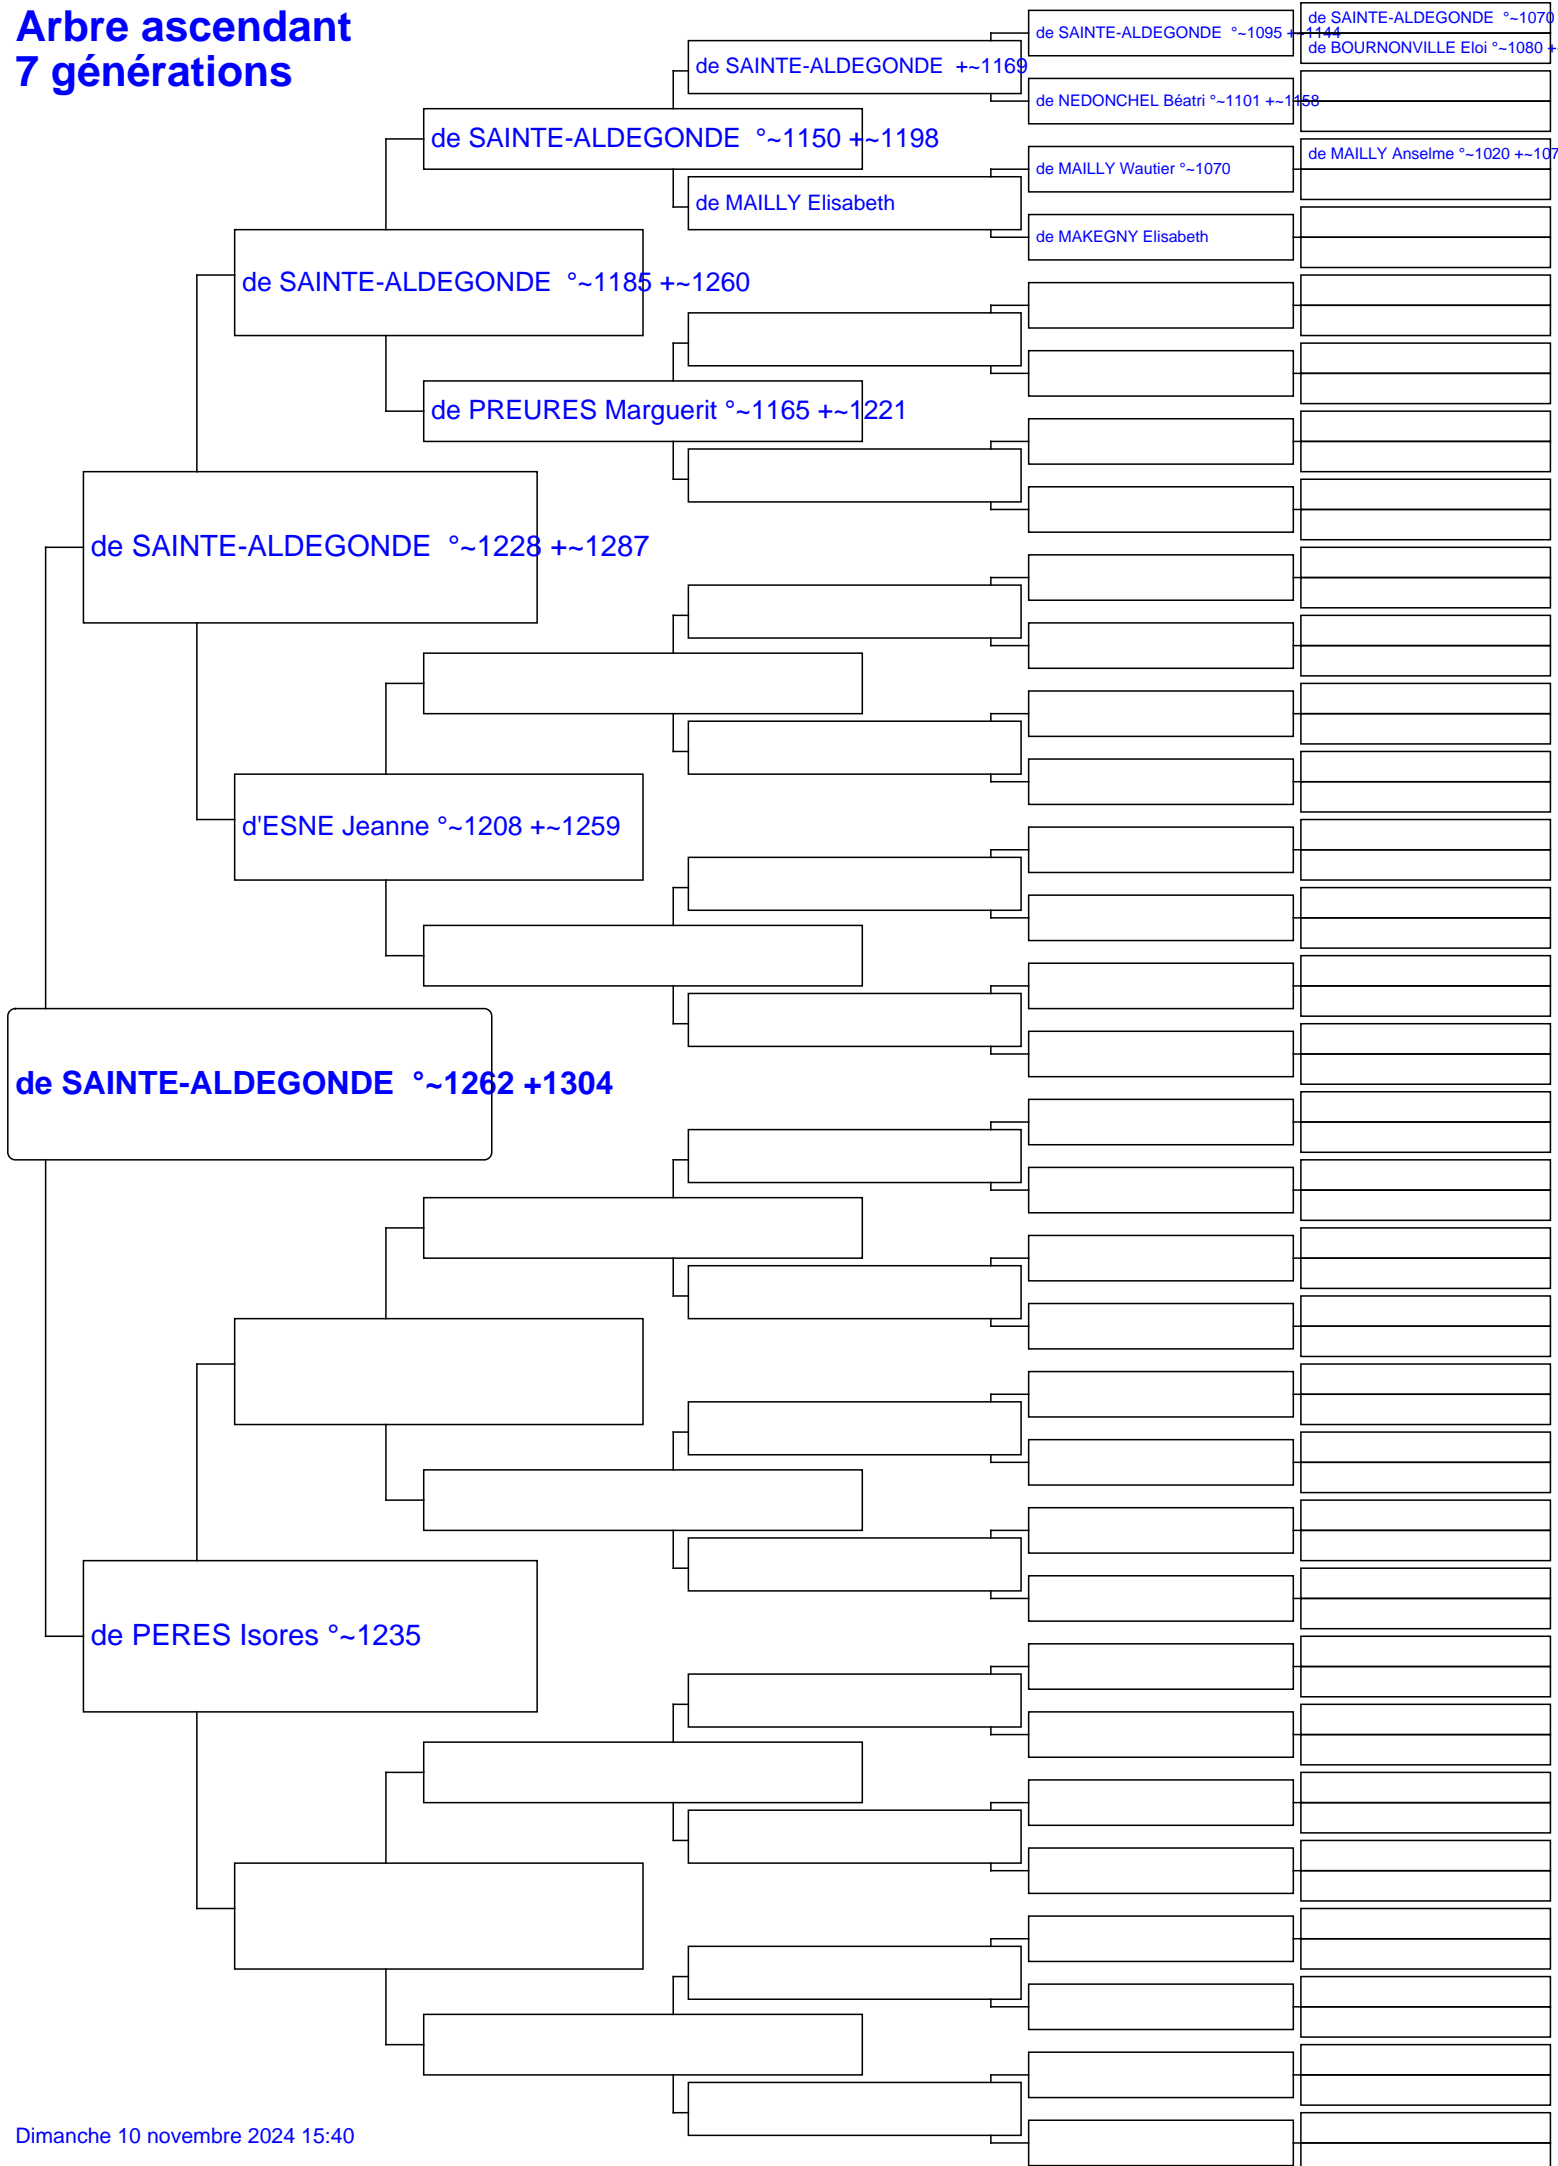 Arbre ascendant
7 générations
de SAINTE-ALDEGONDE °~1070
de SAINTE-ALDEGONDE °~1095 +~1144
de BOURNONVILLE Eloi °~1080 +
de SAINTE-ALDEGONDE +~1169
de NEDONCHEL Béatri °~1101 +~1158
de SAINTE-ALDEGONDE °~1150 +~1198
de MAILLY Anselme °~1020 +~107
de MAILLY Wautier °~1070
de MAILLY Elisabeth
de MAKEGNY Elisabeth
de SAINTE-ALDEGONDE °~1185 +~1260
de PREURES Marguerit °~1165 +~1221
de SAINTE-ALDEGONDE °~1228 +~1287
d'ESNE Jeanne °~1208 +~1259
de SAINTE-ALDEGONDE °~1262 +1304
de PERES Isores °~1235
Dimanche 10 novembre 2024 15:40